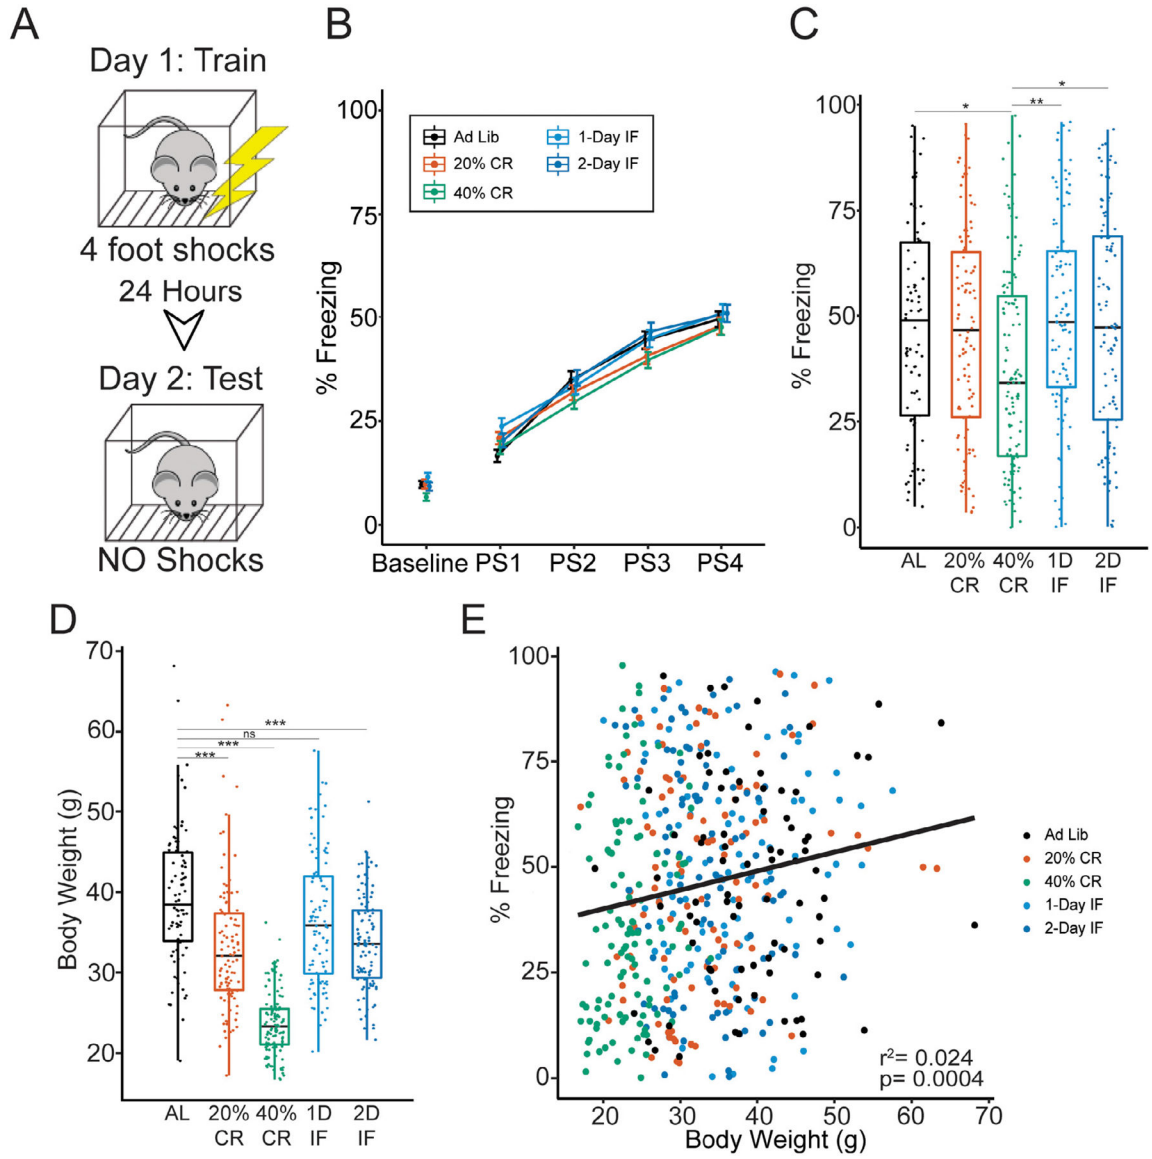 A
Day 1: Train
4 foot shocks
24 Hours
Day 2: Test
NO Shocks
B
% Freezing
100
75
50
25
0
Ad Lib
20% CR
40% CR
1-Day IF
2-Day IF
Baseline PS1 PS2 PS3 PS4
C
% Freezing
100
75
50
25
0
*
*
**
AL 20% 40% 1D 2D
CR CR IF IF
D
Body Weight (g)
70
60
50
40
30
20
***
ns
***
***
AL 20% 40% 1D 2D
CR CR IF IF
E
% Freezing
100
75
50
25
0
r²= 0.024
p= 0.0004
20 30 40 50 60 70
Body Weight (g)
Ad Lib
20% CR
40% CR
1-Day IF
2-Day IF